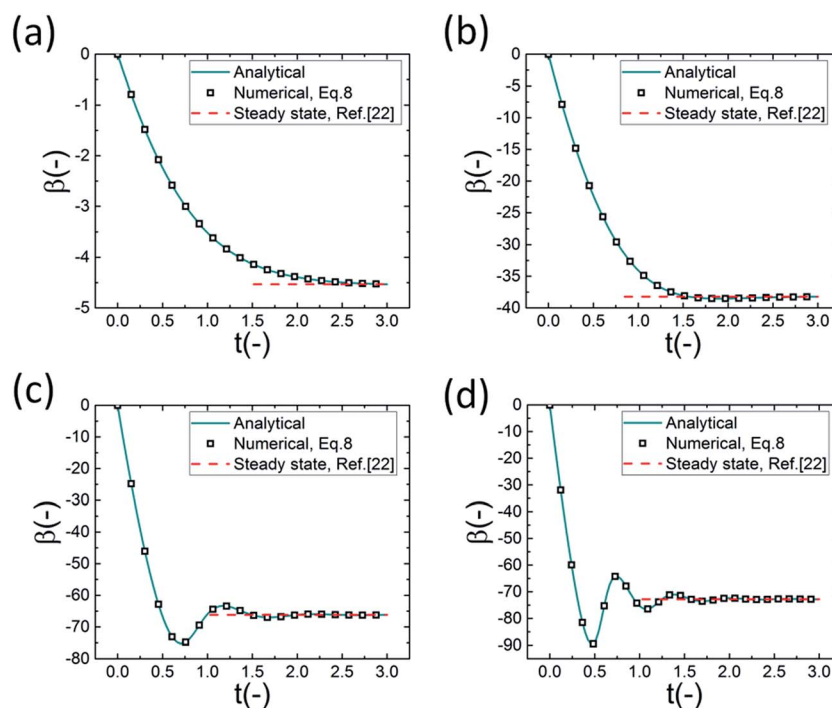 (a)
0
-1
-2
-3
-4
-5
β(-)
Analytical
Numerical, Eq.8
Steady state, Ref.[22]
0.0 0.5 1.0 1.5 2.0 2.5 3.0
t(-)
(b)
0
-5
-10
-15
-20
-25
-30
-35
-40
β(-)
Analytical
Numerical, Eq.8
Steady state, Ref.[22]
0.0 0.5 1.0 1.5 2.0 2.5 3.0
t(-)
(c)
0
-10
-20
-30
-40
-50
-60
-70
-80
β(-)
Analytical
Numerical, Eq.8
Steady state, Ref.[22]
0.0 0.5 1.0 1.5 2.0 2.5 3.0
t(-)
(d)
0
-10
-20
-30
-40
-50
-60
-70
-80
-90
β(-)
Analytical
Numerical, Eq.8
Steady state, Ref.[22]
0.0 0.5 1.0 1.5 2.0 2.5 3.0
t(-)